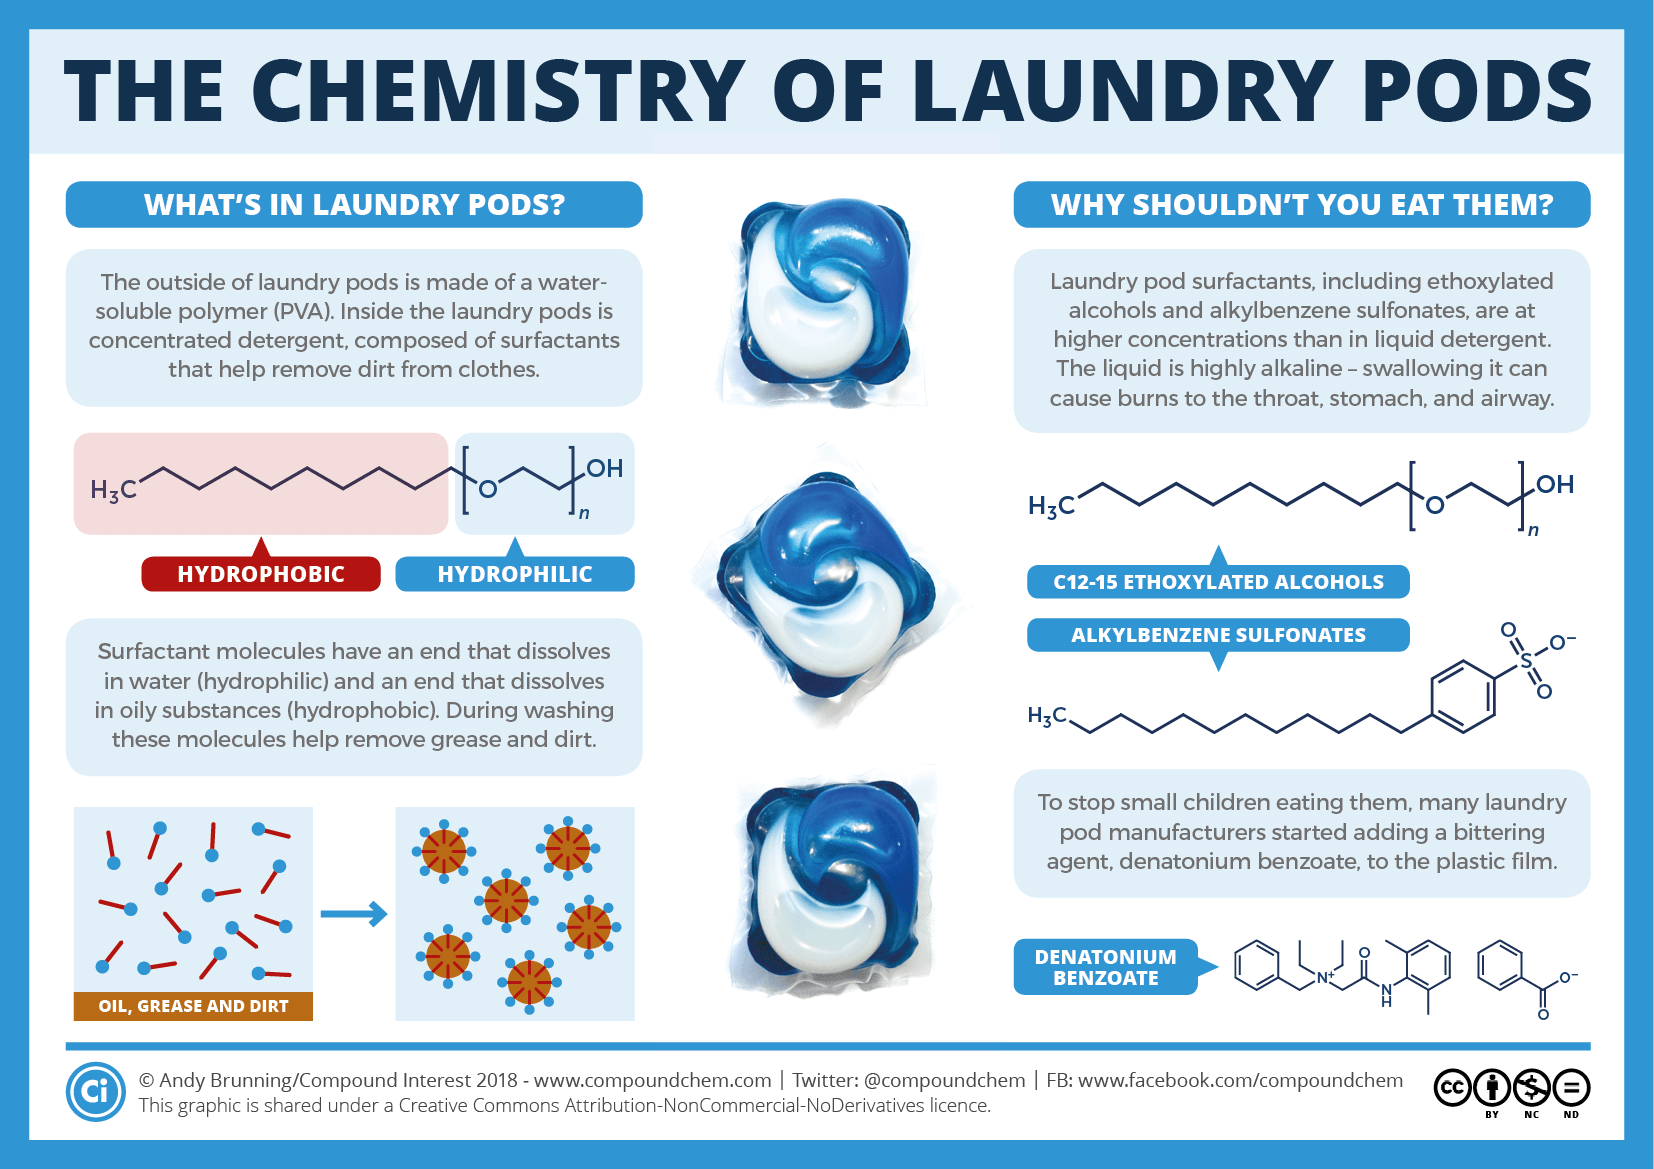 THE CHEMISTRY OF LAUNDRY PODS
WHAT'S IN LAUNDRY PODS?
The outside of laundry pods is made of a water-
soluble polymer (PVA). Inside the laundry pods is
concentrated detergent, composed of surfactants
that help remove dirt from clothes.
H3C
O
n
OH
HYDROPHOBIC
HYDROPHILIC
Surfactant molecules have an end that dissolves
in water (hydrophilic) and an end that dissolves
in oily substances (hydrophobic). During washing
these molecules help remove grease and dirt.
OIL, GREASE AND DIRT
WHY SHOULDN'T YOU EAT THEM?
Laundry pod surfactants, including ethoxylated
alcohols and alkylbenzene sulfonates, are at
higher concentrations than in liquid detergent.
The liquid is highly alkaline – swallowing it can
cause burns to the throat, stomach, and airway.
H3C
O
n
OH
C12-15 ETHOXYLATED ALCOHOLS
ALKYLBENZENE SULFONATES
H3C
O
S
O
O−
To stop small children eating them, many laundry
pod manufacturers started adding a bittering
agent, denatonium benzoate, to the plastic film.
DENATONIUM
BENZOATE
N+
O
N
H
O−
O
Ci
© Andy Brunning/Compound Interest 2018 - www.compoundchem.com | Twitter: @compoundchem | FB: www.facebook.com/compoundchem
This graphic is shared under a Creative Commons Attribution-NonCommercial-NoDerivatives licence.
cc
BY NC ND